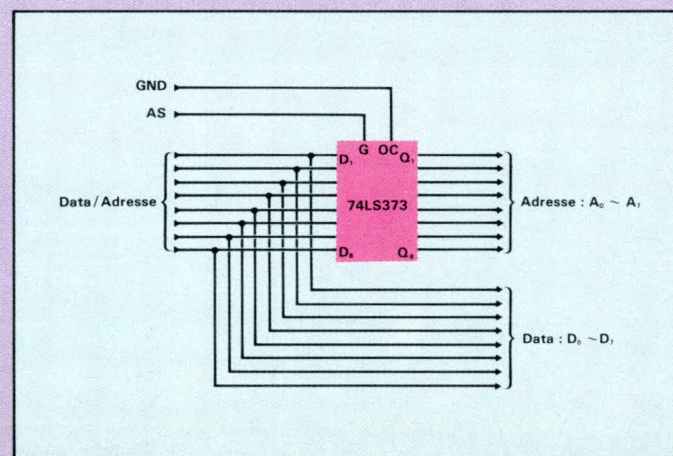 GND
AS
G OC
D₁ Q₁
Data/Adresse
74LS373
Adresse : A₀ ~ A₇
D₈ Q₈
Data : D₀ ~ D₇